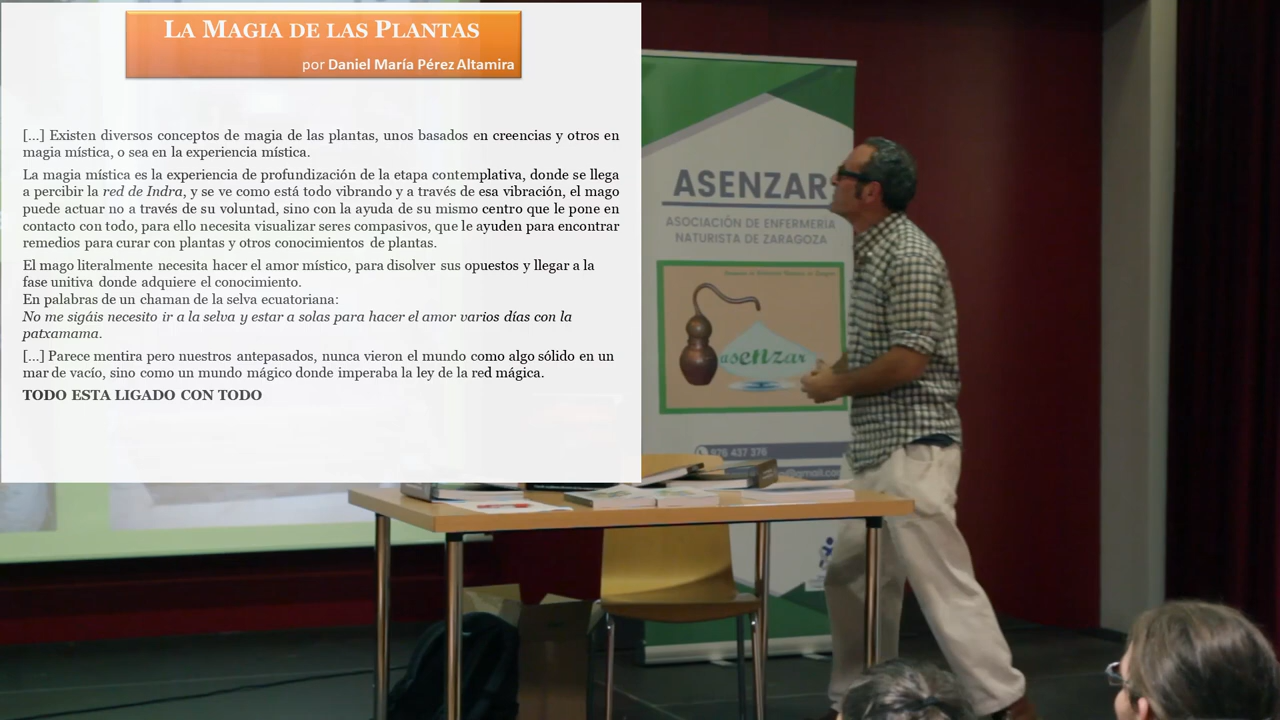 LA MAGIA DE LAS PLANTAS
por Daniel María Pérez Altamira
[...] Existen diversos conceptos de magia de las plantas, unos basados en creencias y otros en
magia mística, o sea en la experiencia mística.
La magia mística es la experiencia de profundización de la etapa contemplativa, donde se llega
a percibir la red de Indra, y se ve como está todo vibrando y a través de esa vibración, el mago
puede actuar no a través de su voluntad, sino con la ayuda de su mismo centro que le pone en
contacto con todo, para ello necesita visualizar seres compasivos, que le ayuden para encontrar
remedios para curar con plantas y otros conocimientos de plantas.
El mago literalmente necesita hacer el amor místico, para disolver sus opuestos y llegar a la
fase unitiva donde adquiere el conocimiento.
En palabras de un chaman de la selva ecuatoriana:
No me sigáis necesito ir a la selva y estar a solas para hacer el amor varios días con la
patxamama.
[...] Parece mentira pero nuestros antepasados, nunca vieron el mundo como algo sólido en un
mar de vacío, sino como un mundo mágico donde imperaba la ley de la red mágica.
TODO ESTA LIGADO CON TODO
ASENZAR
ASOCIACIÓN DE ENFERMERIA
NATURISTA DE ZARAGOZA
asenzar
976 437 376
@gmail.com